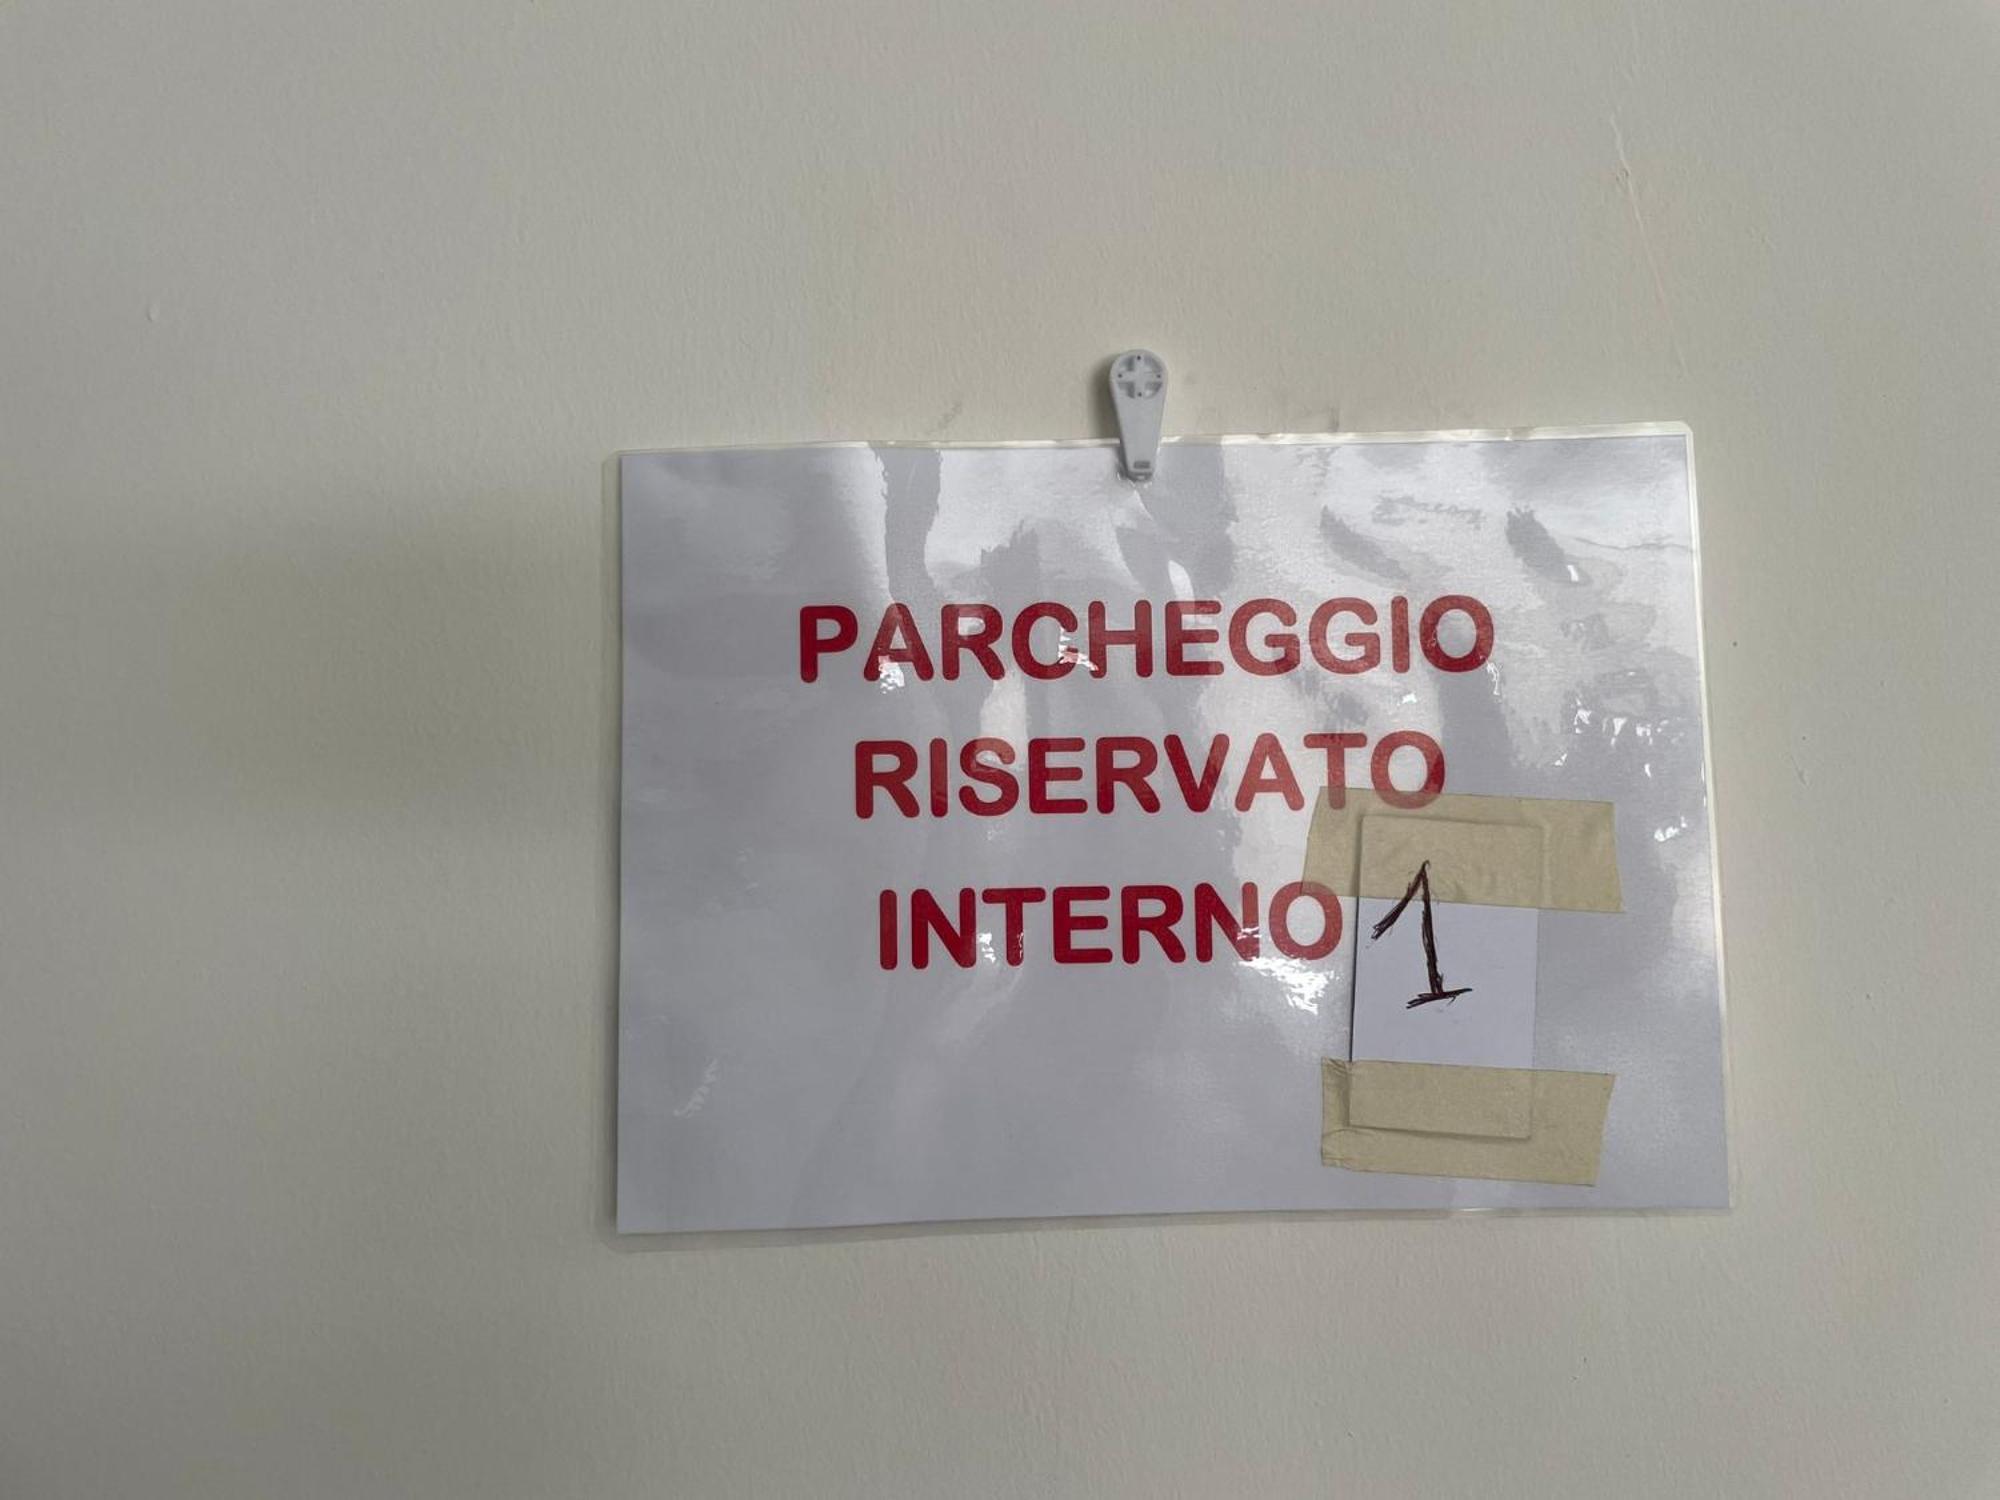 PARCHEGGIO
RISERVATO
INTERNO 1